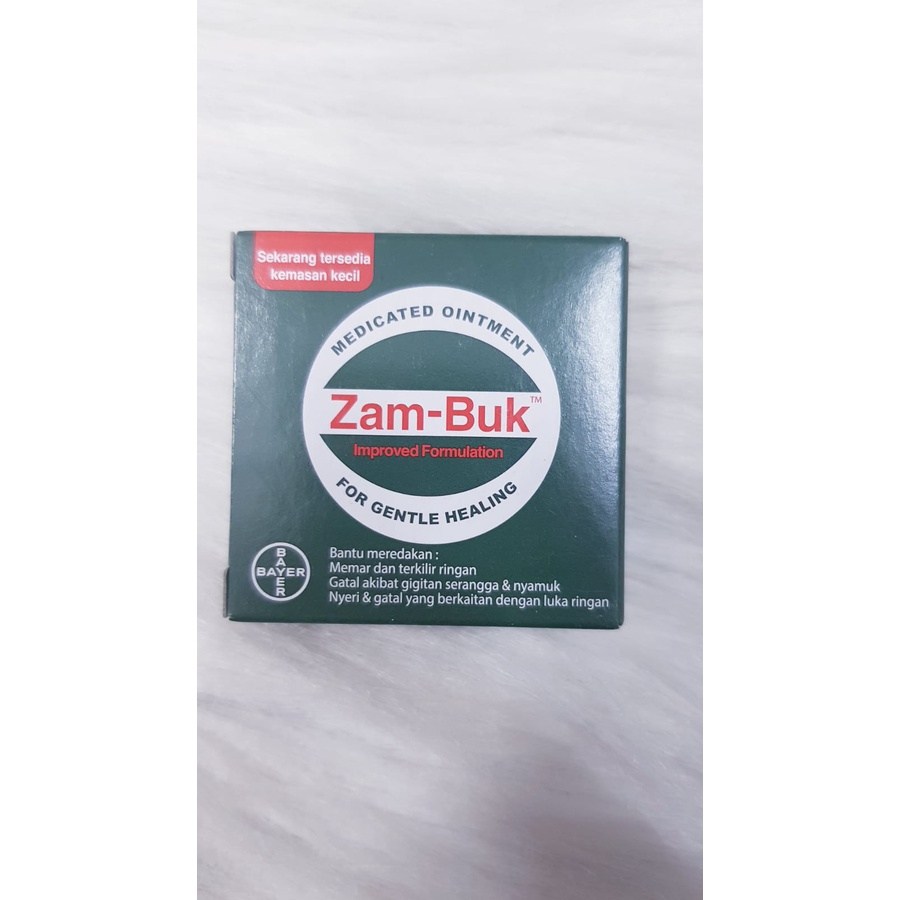 Sekarang tersedia
kemasan kecil
MEDICATED OINTMENT
Zam-Buk™
Improved Formulation
FOR GENTLE HEALING
BAYER
BAYER
Bantu meredakan :
Memar dan terkilir ringan
Gatal akibat gigitan serangga & nyamuk
Nyeri & gatal yang berkaitan dengan luka ringan